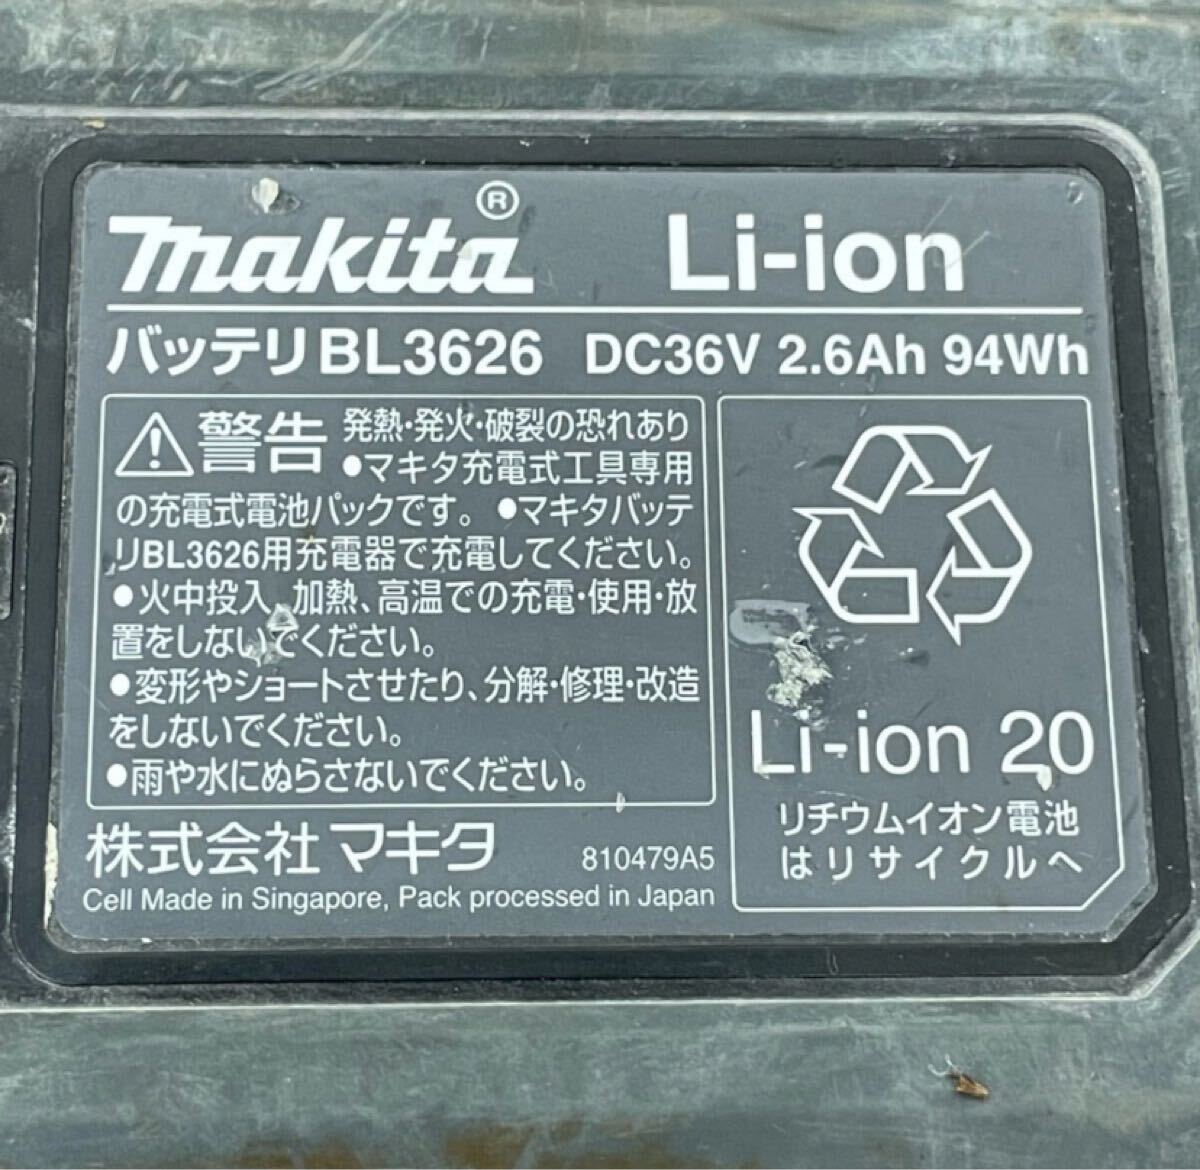 makita® Li-ion
バッテリBL3626 DC36V 2.6Ah 94Wh
⚠警告 発熱・発火・破裂の恐れあり
●マキタ充電式工具専用
の充電式電池パックです。●マキタバッテ
リBL3626用充電器で充電してください。
●火中投入、加熱、高温での充電・使用・放
置をしないでください。
●変形やショートさせたり、分解・修理・改造
をしないでください。
●雨や水にぬらさないでください。
株式会社マキタ 810479A5
Cell Made in Singapore, Pack processed in Japan
Li-ion 20
リチウムイオン電池
はリサイクルへ